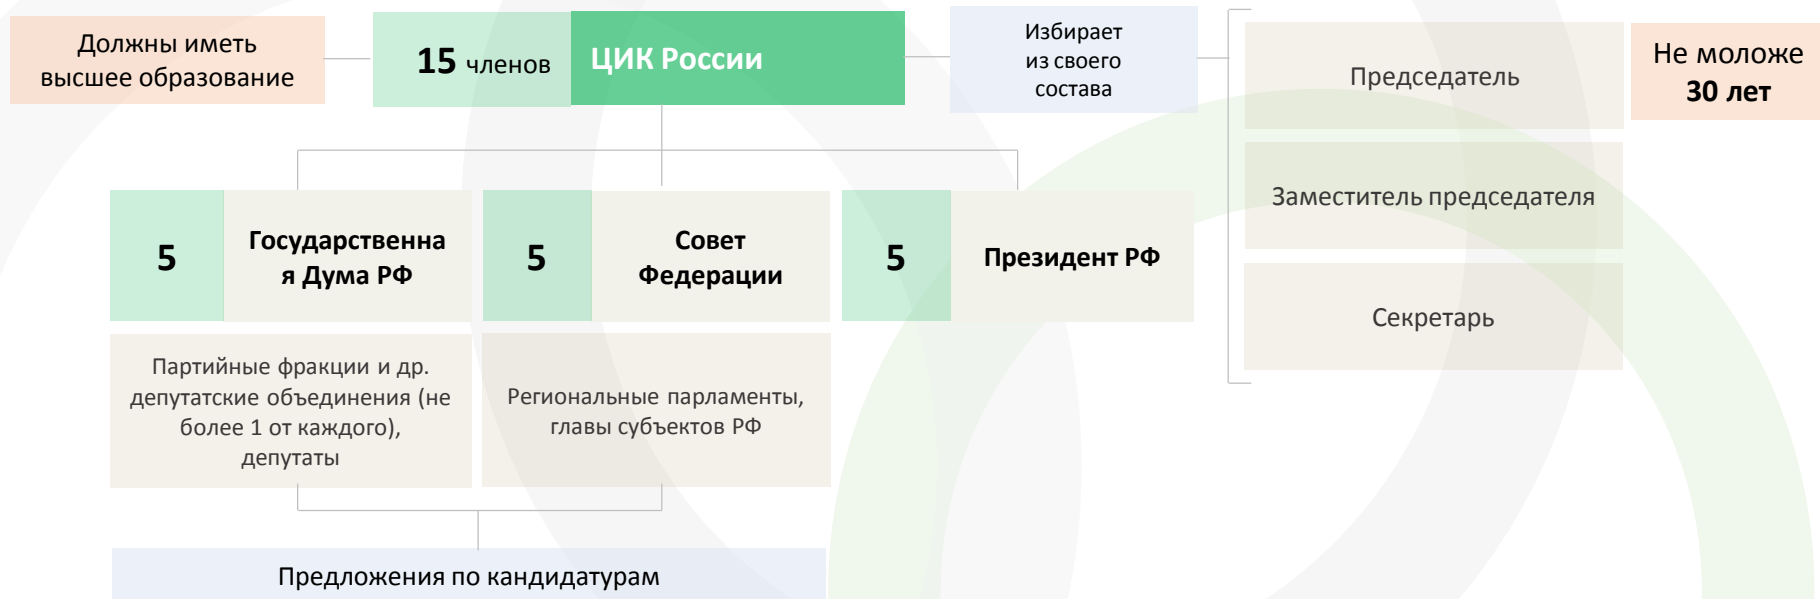 Должны иметь
высшее образование
15 членов
ЦИК России
Избирает
из своего
состава
Председатель
Не моложе
30 лет
Заместитель председателя
Секретарь
5
Государственна
я Дума РФ
5
Совет
Федерации
5
Президент РФ
Партийные фракции и др.
депутатские объединения (не
более 1 от каждого),
депутаты
Региональные парламенты,
главы субъектов РФ
Предложения по кандидатурам